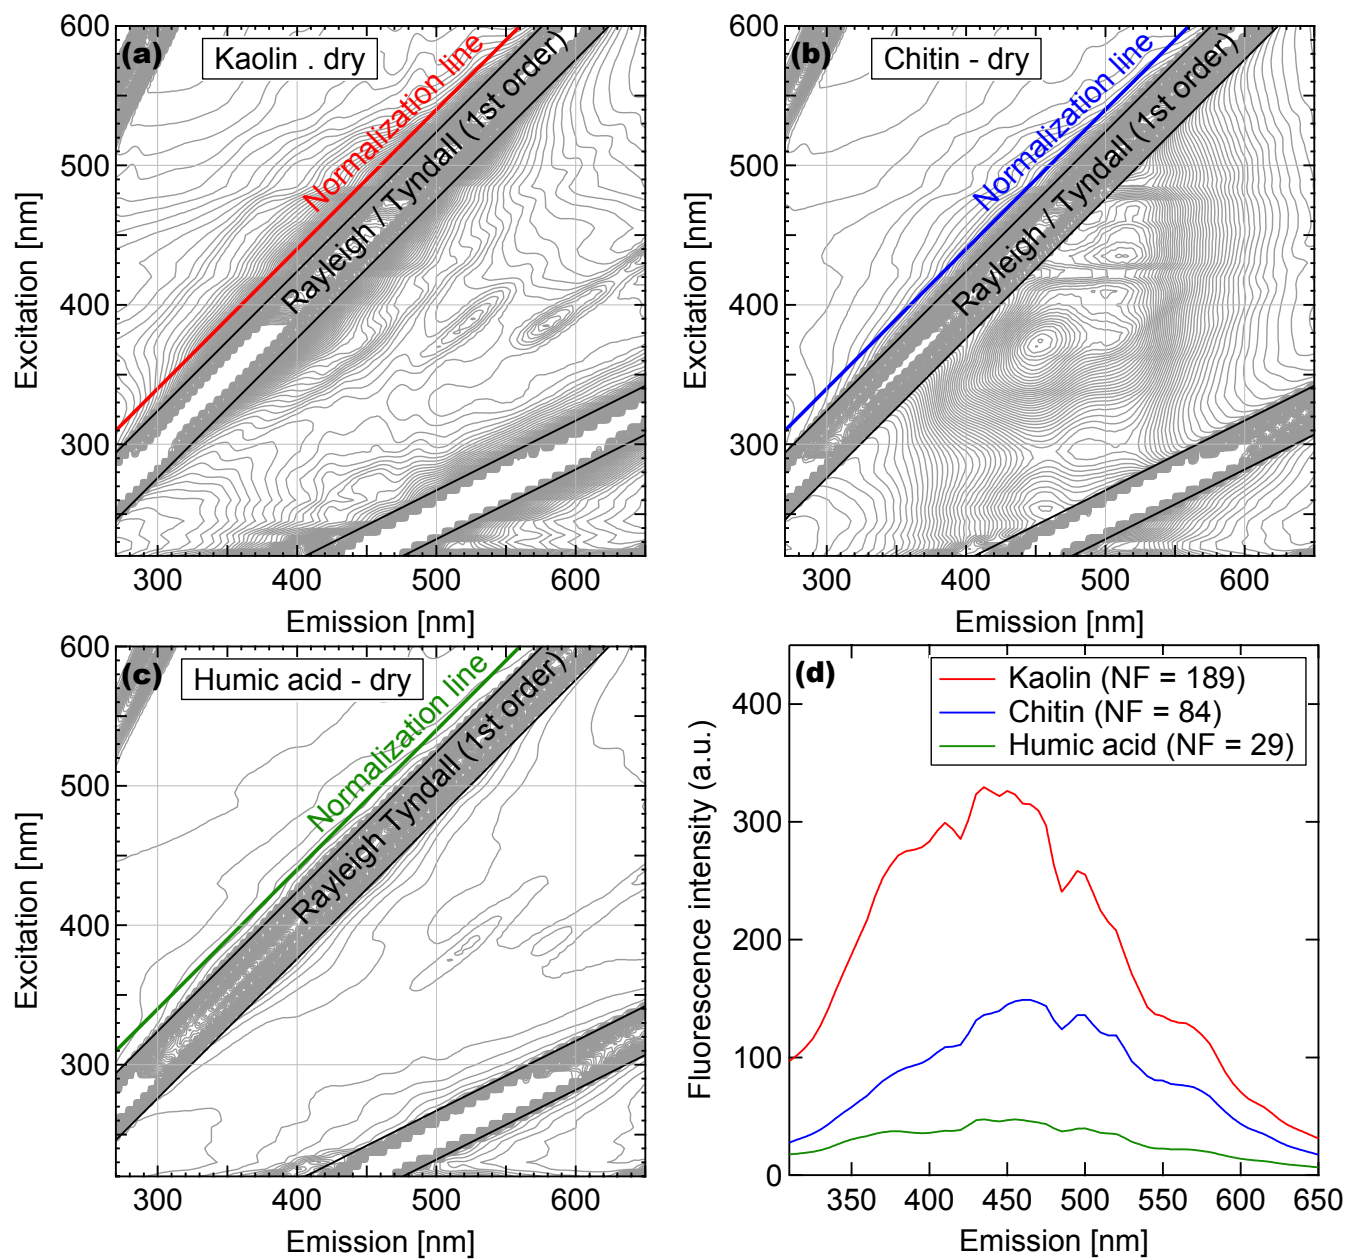 (a)
Kaolin . dry
Normalization line
Rayleigh / Tyndall (1st order)
600
500
400
300
Excitation [nm]
300 400 500 600
Emission [nm]
(b)
Chitin - dry
Normalization line
Rayleigh / Tyndall (1st order)
600
500
400
300
Excitation [nm]
300 400 500 600
Emission [nm]
(c)
Humic acid - dry
Normalization line
Rayleigh Tyndall (1st order)
600
500
400
300
Excitation [nm]
300 400 500 600
Emission [nm]
(d)
Kaolin (NF = 189)
Chitin (NF = 84)
Humic acid (NF = 29)
400
300
200
100
0
Fluorescence intensity (a.u.)
350 400 450 500 550 600 650
Emission [nm]